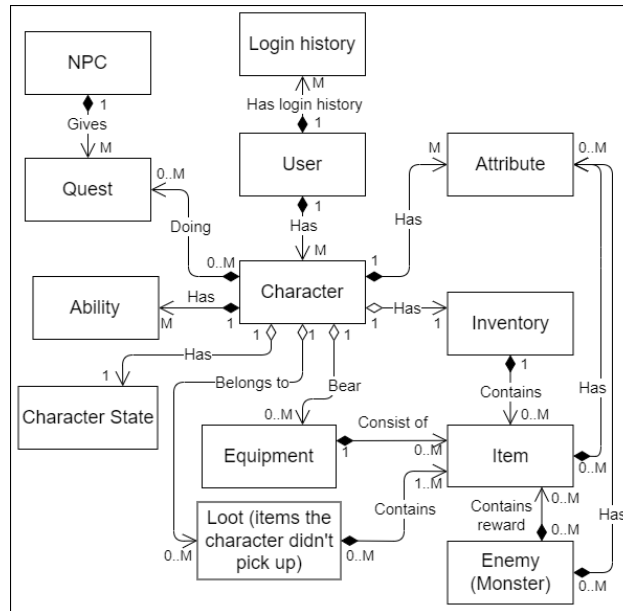 Login history
NPC
M
1
Has login history
Gives
1
M
M
0..M
Quest
0..M
User
Attribute
1
Doing
Has
Has
0..M
M
1
Ability
Has
Character
Has
M
1
1
1
Inventory
1
1
1
Has
1
1
Belongs to
Bear
Contains
Character State
Has
0..M
0..M
Consist of
Equipment
1
0..M
Item
0..M
1..M
Loot (items the
character didn't
pick up)
Contains
Contains
reward
0..M
0..M
Has
0..M
0..M
Enemy
(Monster)
0..M